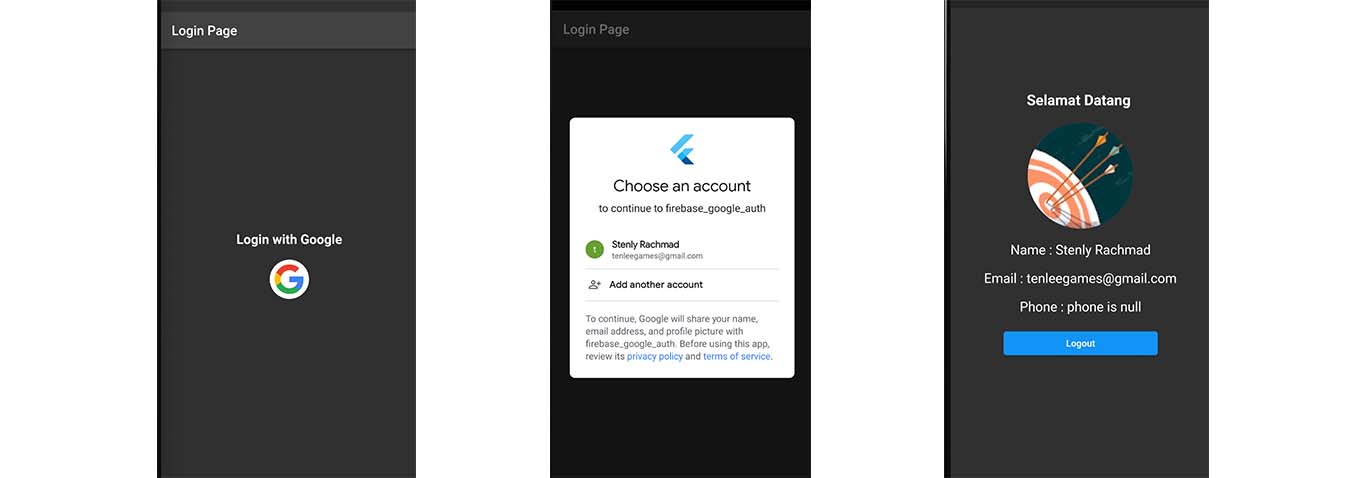 Login Page
Login with Google
Login Page
Choose an account
to continue to firebase_google_auth
t
Stenly Rachmad
tenleegames@gmail.com
Add another account
To continue, Google will share your name,
email address, and profile picture with
firebase_google_auth. Before using this app,
review its privacy policy and terms of service.
Selamat Datang
Name : Stenly Rachmad
Email : tenleegames@gmail.com
Phone : phone is null
Logout